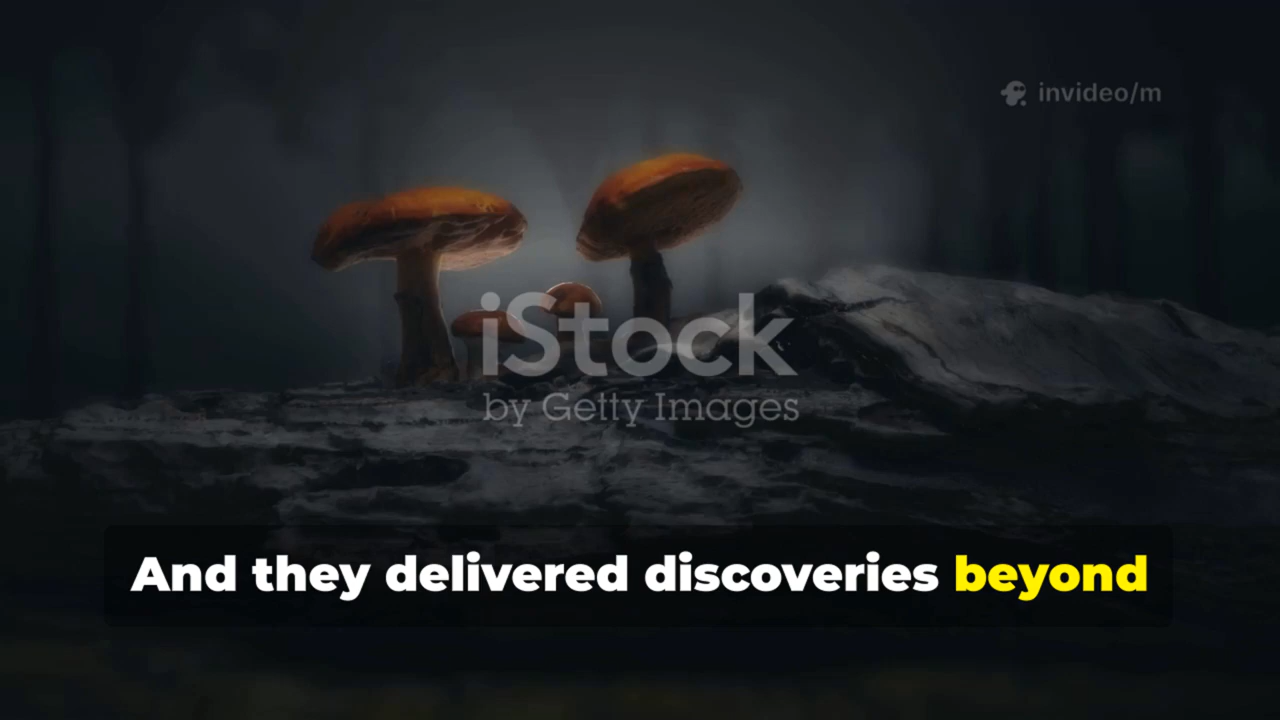 invideo/m
iStock
by Getty Images
And they delivered discoveries beyond